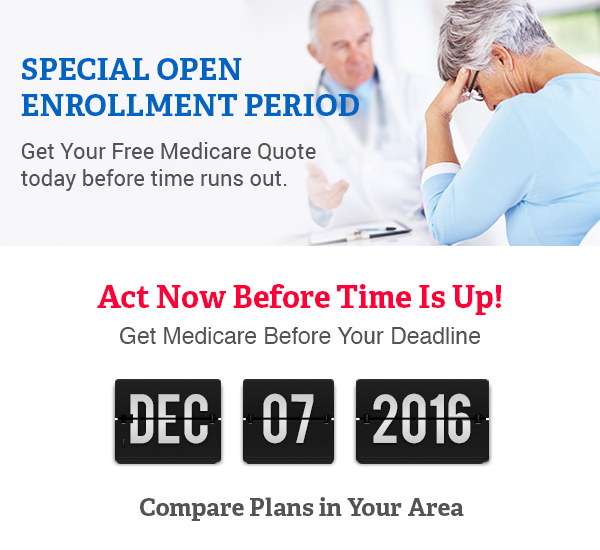 SPECIAL OPEN
ENROLLMENT PERIOD
Get Your Free Medicare Quote
today before time runs out.
Act Now Before Time Is Up!
Get Medicare Before Your Deadline
DEC 07 2016
Compare Plans in Your Area